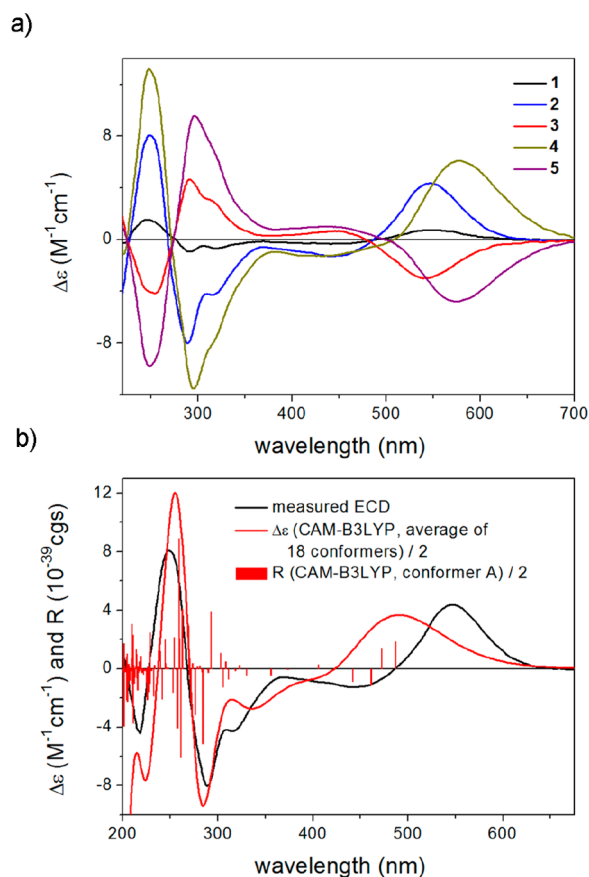 a)
Δε (M⁻¹cm⁻¹)
8
0
-8
1
2
3
4
5
300 400 500 600 700
wavelength (nm)
b)
Δε (M⁻¹cm⁻¹) and R (10⁻³⁹cgs)
12
8
4
0
-4
-8
measured ECD
Δε (CAM-B3LYP, average of
18 conformers) / 2
R (CAM-B3LYP, conformer A) / 2
200 300 400 500 600
wavelength (nm)